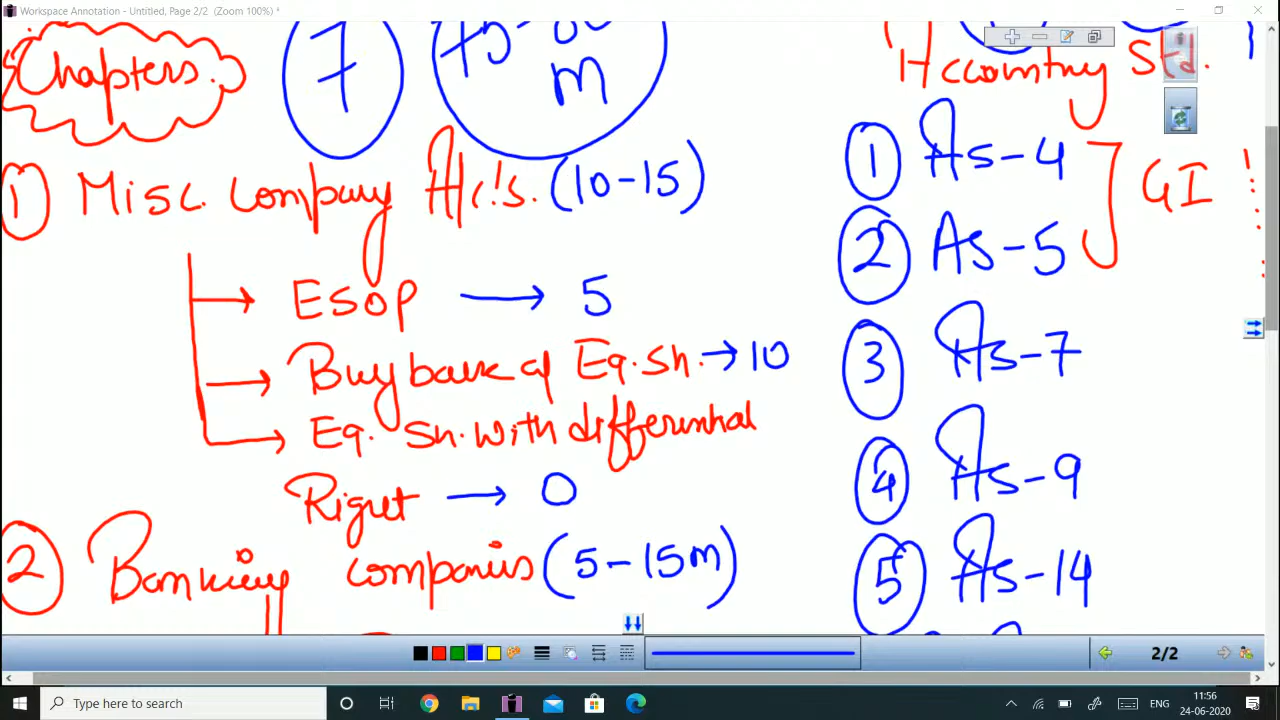 Workspace Annotation - Untitled, Page 2/2 (Zoom 100%) *
Chapters.
7
m
Accounting Std.
1 Misc. Company A/c's. (10-15)
ESOP → 5
Buy back of Eq. Sh. → 10
Eq. Sh. with differential
Right → 0
2 Banking companies (5-15m)
1 AS-4
GI
2 AS-5
3 AS-7
4 AS-9
5 AS-14
2/2
Type here to search
ENG
11:56
24-06-2020